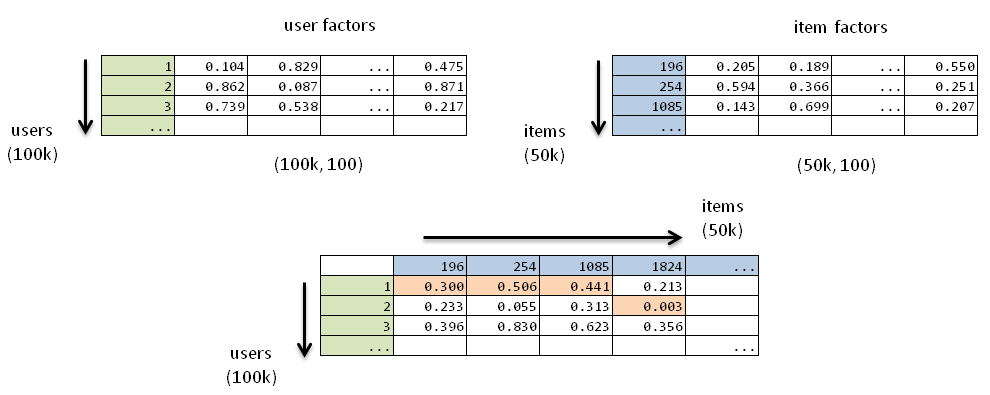 user factors
1 0.104 0.829 ... 0.475
2 0.862 0.087 ... 0.871
3 0.739 0.538 ... 0.217
...
users
(100k)
(100k, 100)
item factors
196 0.205 0.189 ... 0.550
254 0.594 0.366 ... 0.251
1085 0.143 0.699 ... 0.207
...
items
(50k)
(50k, 100)
items
(50k)
196 254 1085 1824 ...
1 0.300 0.506 0.441 0.213
2 0.233 0.055 0.313 0.003
3 0.396 0.830 0.623 0.356
... ...
users
(100k)